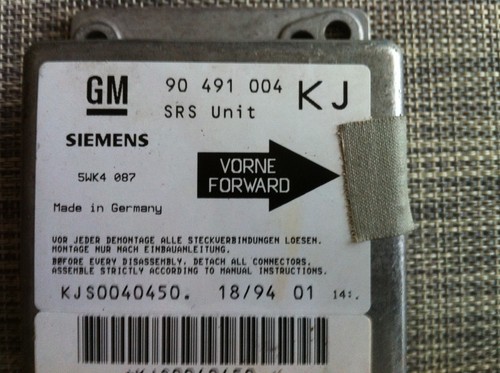 GM 90 491 004 KJ
SRS Unit
SIEMENS
5WK4 087
VORNE
FORWARD
Made in Germany
VOR JEDER DEMONTAGE ALLE STECKVERBINDUNGEN LOESEN.
MONTAGE NUR NACH EINBAUANLEITUNG.
BEFORE EVERY DISASSEMBLY, DETACH ALL CONNECTORS.
ASSEMBLE STRICTLY ACCORDING TO MANUAL INSTRUCTIONS.
KJS0040450. 18/94 01 14:.